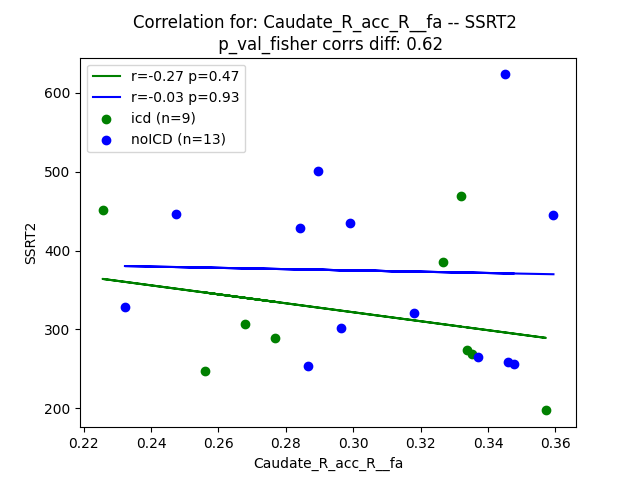 Correlation for: Caudate_R_acc_R__fa -- SSRT2
p_val_fisher corrs diff: 0.62
r=-0.27 p=0.47
r=-0.03 p=0.93
icd (n=9)
noICD (n=13)
600
500
400
300
200
SSRT2
0.22 0.24 0.26 0.28 0.30 0.32 0.34 0.36
Caudate_R_acc_R__fa